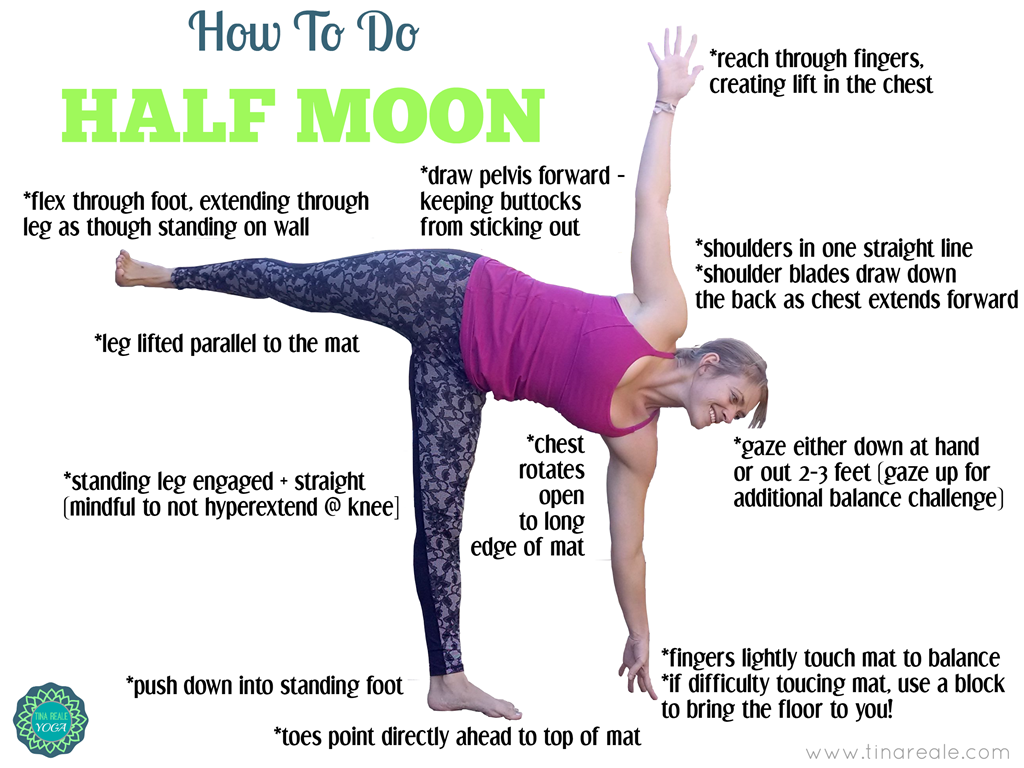 How To Do
HALF MOON
*reach through fingers,
creating lift in the chest
*draw pelvis forward -
keeping buttocks
from sticking out
*flex through foot, extending through
leg as though standing on wall
*shoulders in one straight line
*shoulder blades draw down
the back as chest extends forward
*leg lifted parallel to the mat
*chest
rotates
open
to long
edge of mat
*gaze either down at hand
or out 2-3 feet (gaze up for
additional balance challenge)
*standing leg engaged + straight
(mindful to not hyperextend @ knee]
*fingers lightly touch mat to balance
*if difficulty toucing mat, use a block
to bring the floor to you!
*push down into standing foot
*toes point directly ahead to top of mat
TINA REALE
YOGA
www.tinareale.com